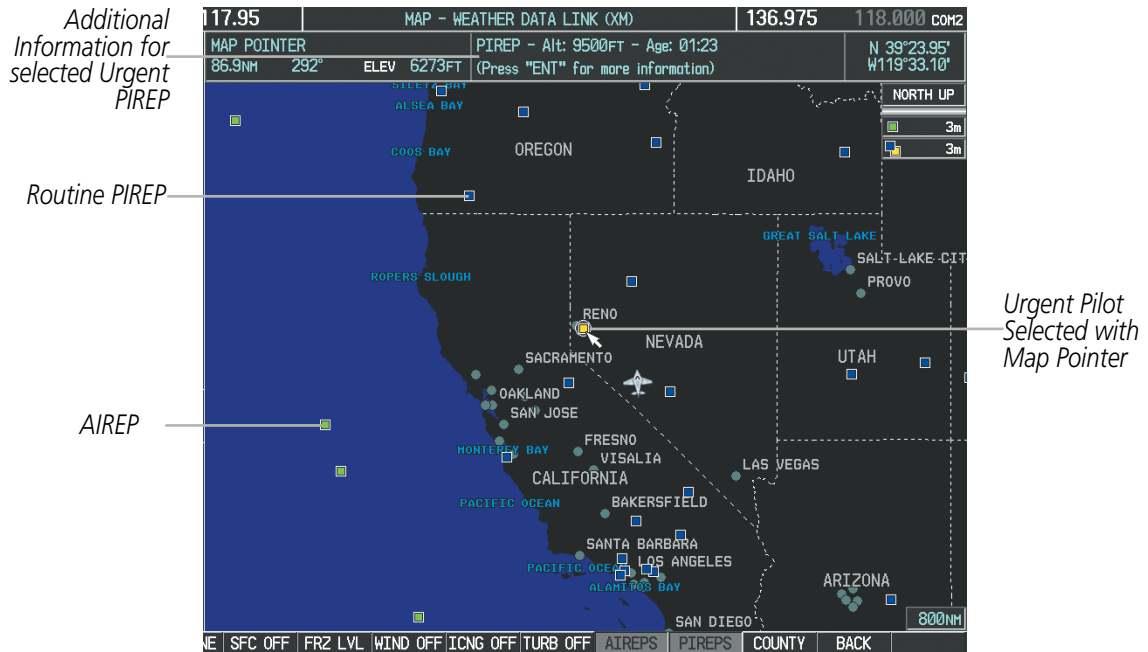 Additional
Information for
selected Urgent
PIREP
117.95 MAP – WEATHER DATA LINK (XM) 136.975 118.000 COM2
MAP POINTER
86.9NM 292° ELEV 6273FT
PIREP – Alt: 9500FT – Age: 01:23
(Press "ENT" for more information)
N 39°23.95'
W119°33.10'
NORTH UP
3m
3m
SILETZ BAY
ALSEA BAY
COOS BAY
OREGON
IDAHO
Routine PIREP
GREAT SALT LAKE
SALT-LAKE-CIT
PROVO
ROPERS SLOUGH
RENO
NEVADA
Urgent Pilot
Selected with
Map Pointer
UTAH
SACRAMENTO
OAKLAND
SAN JOSE
AIREP
FRESNO
MONTEREY BAY
VISALIA
LAS VEGAS
CALIFORNIA
PACIFIC OCEAN
BAKERSFIELD
SANTA BARBARA
LOS ANGELES
PACIFIC OCEAN
ALAMITOS BAY
ARIZONA
SAN DIEGO
800NM
NE SFC OFF FRZ LVL WIND OFF ICNG OFF TURB OFF AIREPS PIREPS COUNTY BACK